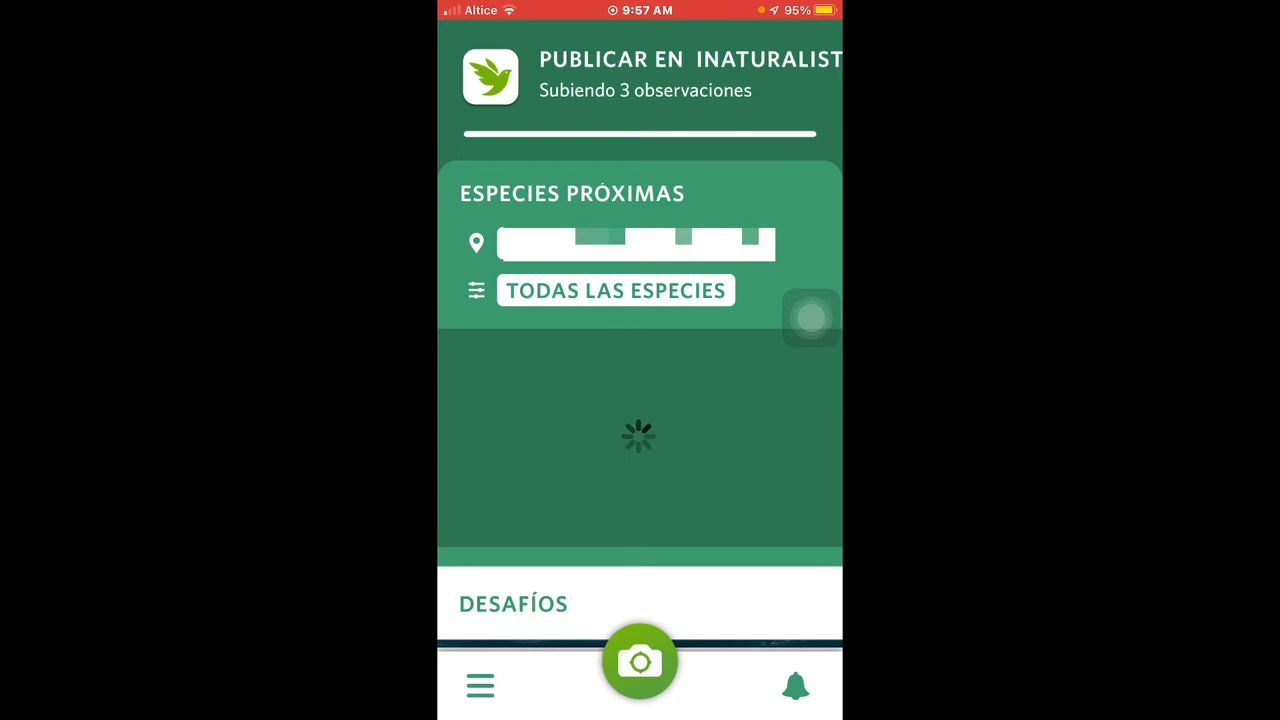 Altice 9:57 AM 95%
PUBLICAR EN INATURALIST
Subiendo 3 observaciones
ESPECIES PRÓXIMAS
TODAS LAS ESPECIES
DESAFÍOS